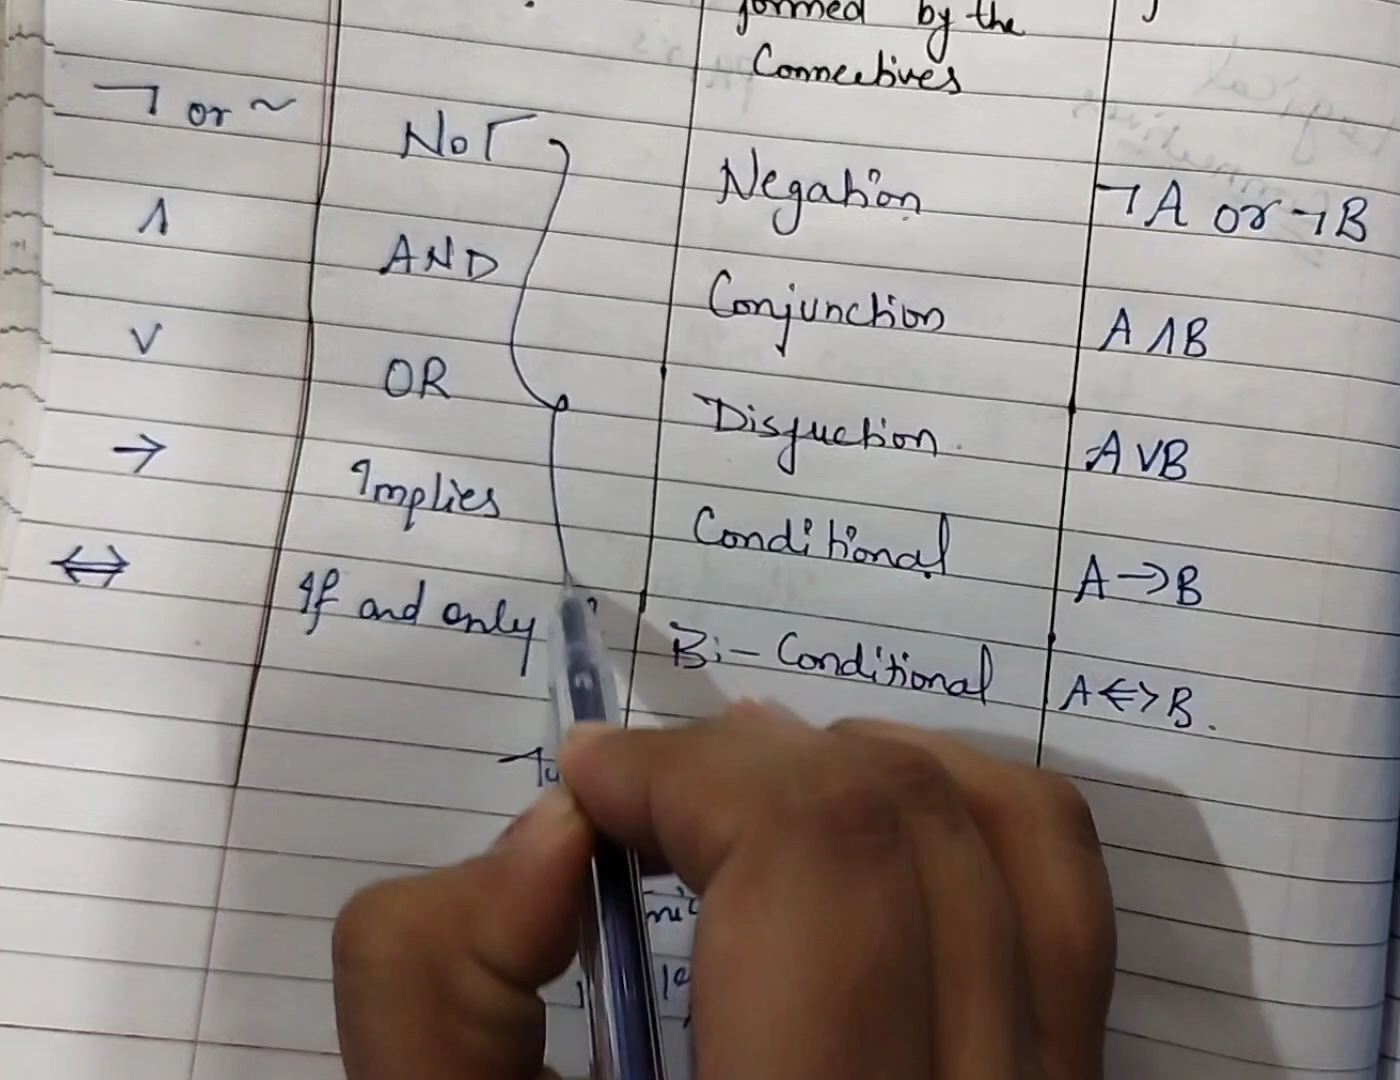 formed by the
Connectives
¬ or ~ NOT Negation ¬A or ¬B
∧ AND Conjunction A ∧ B
∨ OR Disjuction. A ∨ B
→ Implies Conditional A → B
⇔ If and only Bi-Conditional A ⇔ B.